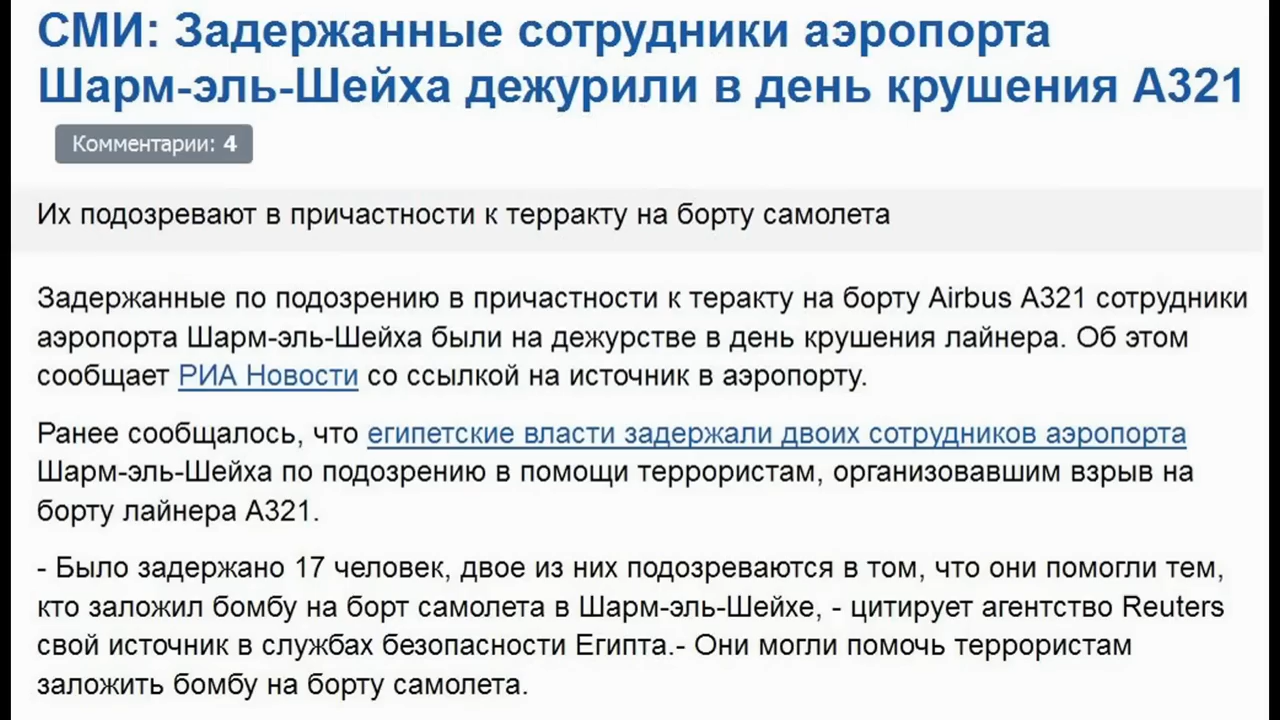 СМИ: Задержанные сотрудники аэропорта
Шарм-эль-Шейха дежурили в день крушения А321
Комментарии: 4
Их подозревают в причастности к терракту на борту самолета
Задержанные по подозрению в причастности к теракту на борту Airbus A321 сотрудники
аэропорта Шарм-эль-Шейха были на дежурстве в день крушения лайнера. Об этом
сообщает РИА Новости со ссылкой на источник в аэропорту.
Ранее сообщалось, что египетские власти задержали двоих сотрудников аэропорта
Шарм-эль-Шейха по подозрению в помощи террористам, организовавшим взрыв на
борту лайнера А321.
- Было задержано 17 человек, двое из них подозреваются в том, что они помогли тем,
кто заложил бомбу на борт самолета в Шарм-эль-Шейхе, - цитирует агентство Reuters
свой источник в службах безопасности Египта.- Они могли помочь террористам
заложить бомбу на борту самолета.